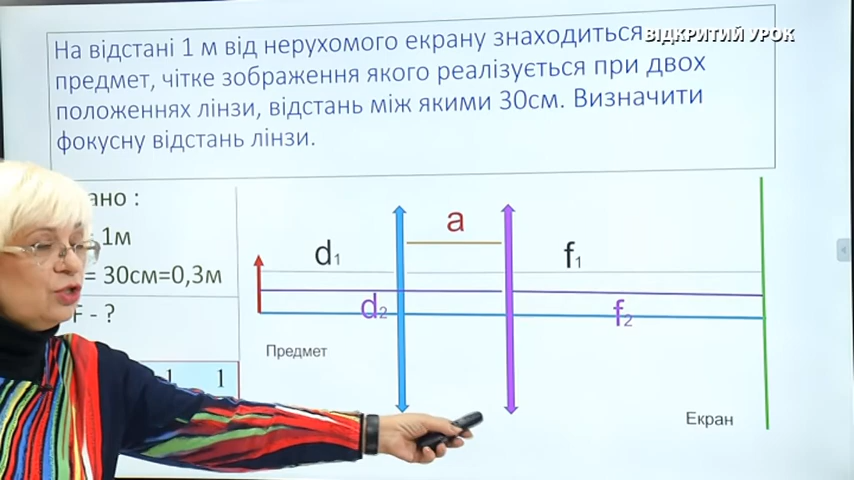 ВІДКРИТИЙ УРОК
На відстані 1 м від нерухомого екрану знаходиться
предмет, чітке зображення якого реалізується при двох
положеннях лінзи, відстань між якими 30см. Визначити
фокусну відстань лінзи.
ано :
1м
= 30см=0,3м
F - ?
1 1
a
d₁
f₁
d₂
f₂
Предмет
Екран